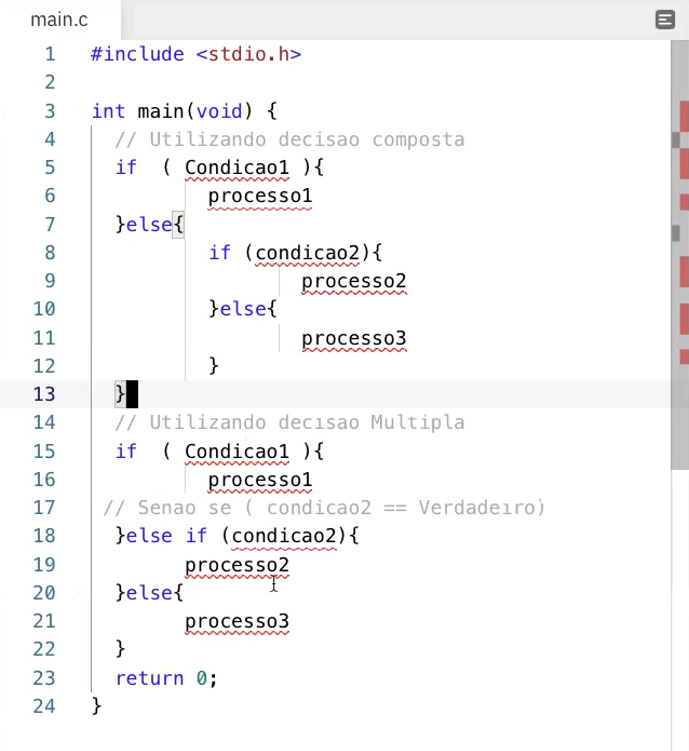 main.c
1 #include <stdio.h>
2
3 int main(void) {
4 // Utilizando decisao composta
5 if  ( Condicao1 ){
6 processo1
7 }else{
8 if (condicao2){
9 processo2
10 }else{
11 processo3
12 }
13 }
14 // Utilizando decisao Multipla
15 if  ( Condicao1 ){
16 processo1
17 // Senao se ( condicao2 == Verdadeiro)
18 }else if (condicao2){
19 processo2
20 }else{
21 processo3
22 }
23 return 0;
24 }